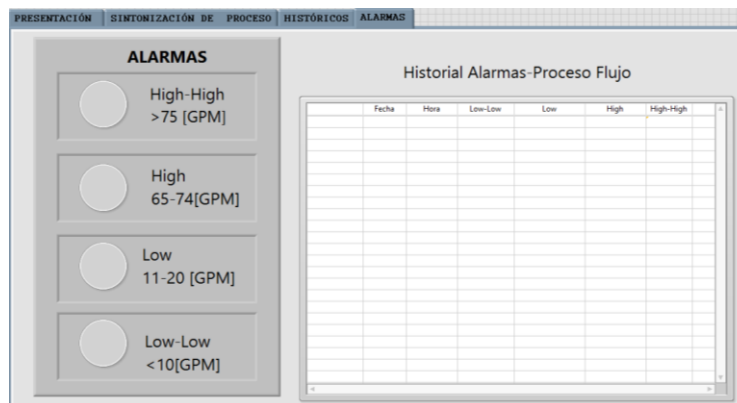 PRESENTACIÓN SINTONIZACIÓN DE PROCESO HISTÓRICOS ALARMAS
ALARMAS
High-High
>75 [GPM]
High
65-74[GPM]
Low
11-20 [GPM]
Low-Low
<10[GPM]
Historial Alarmas-Proceso Flujo
Fecha Hora Low-Low Low High High-High